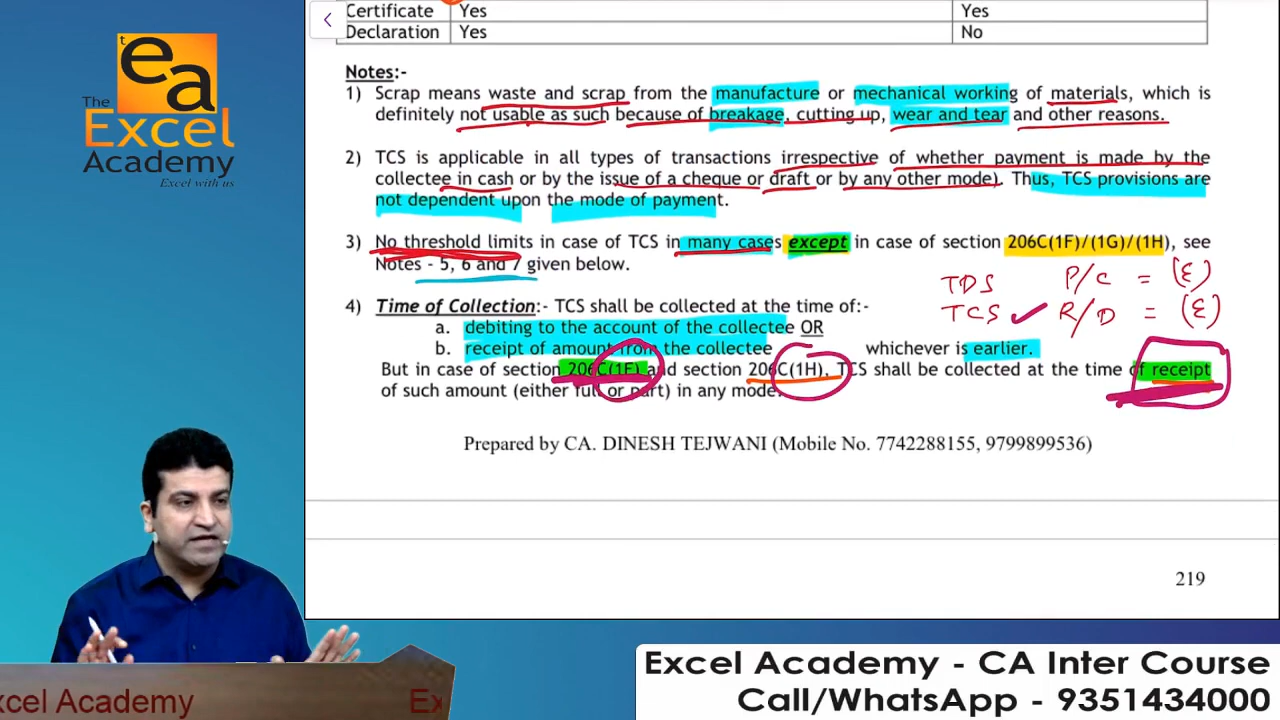 Certificate Yes Yes
Declaration Yes No
Notes:-
1) Scrap means waste and scrap from the manufacture or mechanical working of materials, which is
definitely not usable as such because of breakage, cutting up, wear and tear and other reasons.
2) TCS is applicable in all types of transactions irrespective of whether payment is made by the
collectee in cash or by the issue of a cheque or draft or by any other mode). Thus, TCS provisions are
not dependent upon the mode of payment.
3) No threshold limits in case of TCS in many cases except in case of section 206C(1F)/(1G)/(1H), see
Notes - 5, 6 and 7 given below.
TDS P/C = (E)
TCS ✓ R/D = (E)
4) Time of Collection:- TCS shall be collected at the time of:-
a. debiting to the account of the collectee OR
b. receipt of amount from the collectee whichever is earlier.
But in case of section 206C(1F) and section 206C(1H), TCS shall be collected at the time of receipt
of such amount (either full or part) in any mode.
Prepared by CA. DINESH TEJWANI (Mobile No. 7742288155, 9799899536)
219
t
ea
The
Excel
Academy
Excel with us
xcel Academy Ex
Excel Academy - CA Inter Course
Call/WhatsApp - 9351434000